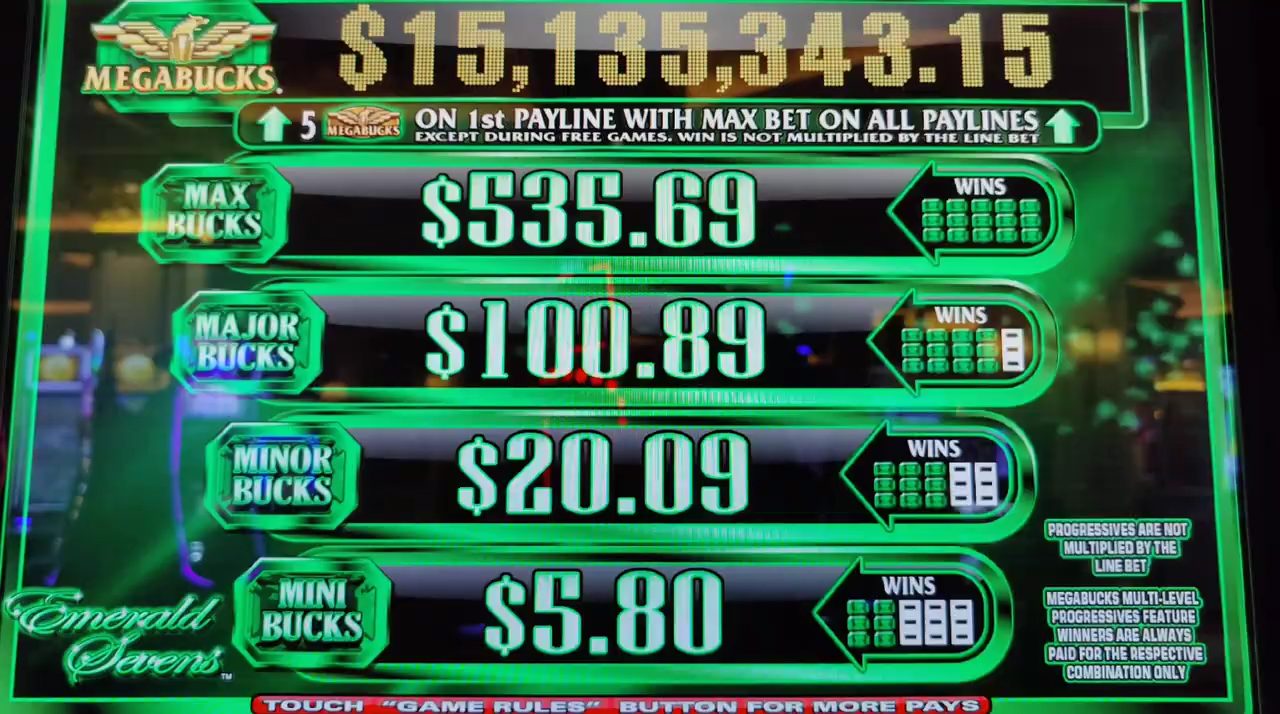 MEGABUCKS®
$15,135,343.15
5 MEGABUCKS ON 1st PAYLINE WITH MAX BET ON ALL PAYLINES
EXCEPT DURING FREE GAMES. WIN IS NOT MULTIPLIED BY THE LINE BET
MAX
BUCKS
$535.69
WINS
MAJOR
BUCKS
$100.89
WINS
MINOR
BUCKS
$20.09
WINS
MINI
BUCKS
$5.80
WINS
PROGRESSIVES ARE NOT
MULTIPLIED BY THE
LINE BET
MEGABUCKS MULTI-LEVEL
PROGRESSIVES FEATURE
WINNERS ARE ALWAYS
PAID FOR THE RESPECTIVE
COMBINATION ONLY
Emerald
Sevens™
TOUCH "GAME RULES" BUTTON FOR MORE PAYS